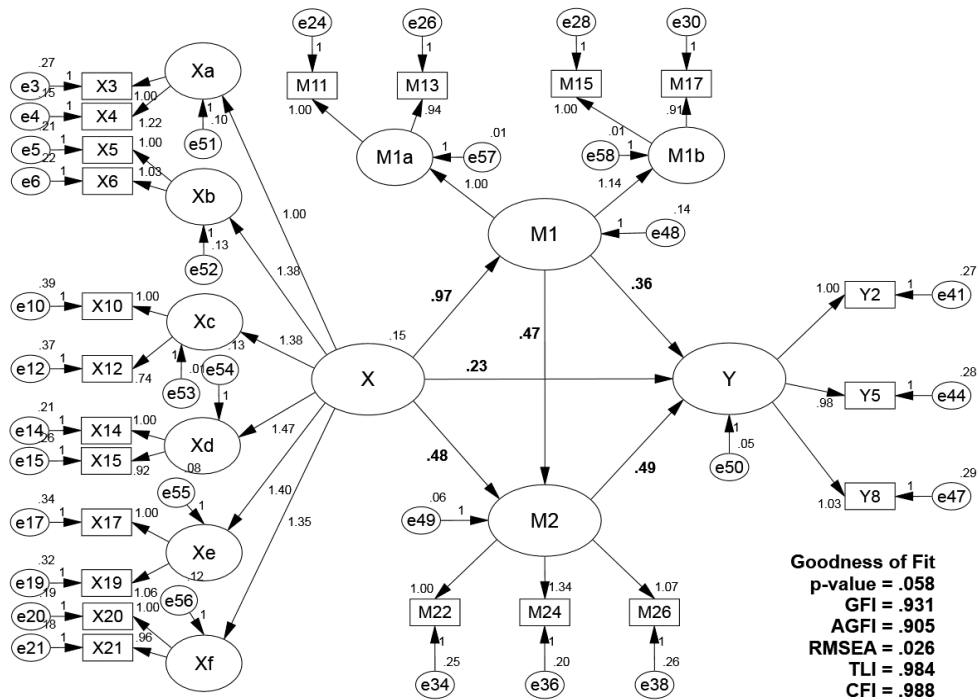 e24
e26
e28
e30
1
1
1
1
M11
M13
M15
M17
1.00
.94
1.00
.91
M1a
1
.01
e57
.01
e58
1
M1b
1.00
1.14
M1
1
.14
e48
.27
e3
1
X3
1.00
Xa
.15
e4
1
X4
1.22
1
.10
e51
.21
e5
1
X5
1.00
.22
e6
1
X6
1.03
Xb
1
.13
e52
1.00
1.38
.39
e10
1
X10
1.00
Xc
1.38
.13
.37
e12
1
X12
.74
1
.01
e53
e54
1
.21
e14
1
X14
1.00
.26
e15
1
X15
.92
Xd
1.47
.08
e55
1
.34
e17
1
X17
1.00
Xe
1.40
.32
e19
1
X19
1.06
.12
e56
1
.19
e20
1
X20
1.00
.18
e21
1
X21
.96
Xf
1.35
X
.15
.97
.47
.36
.23
.48
.49
Y
1
.05
e50
1.00
Y2
1
.27
e41
.98
Y5
1
.28
e44
1.03
Y8
1
.29
e47
.06
e49
1
M2
1.00
1.34
1.07
M22
M24
M26
1
1
1
.25
.20
.26
e34
e36
e38
Goodness of Fit
p-value = .058
GFI = .931
AGFI = .905
RMSEA = .026
TLI = .984
CFI = .988